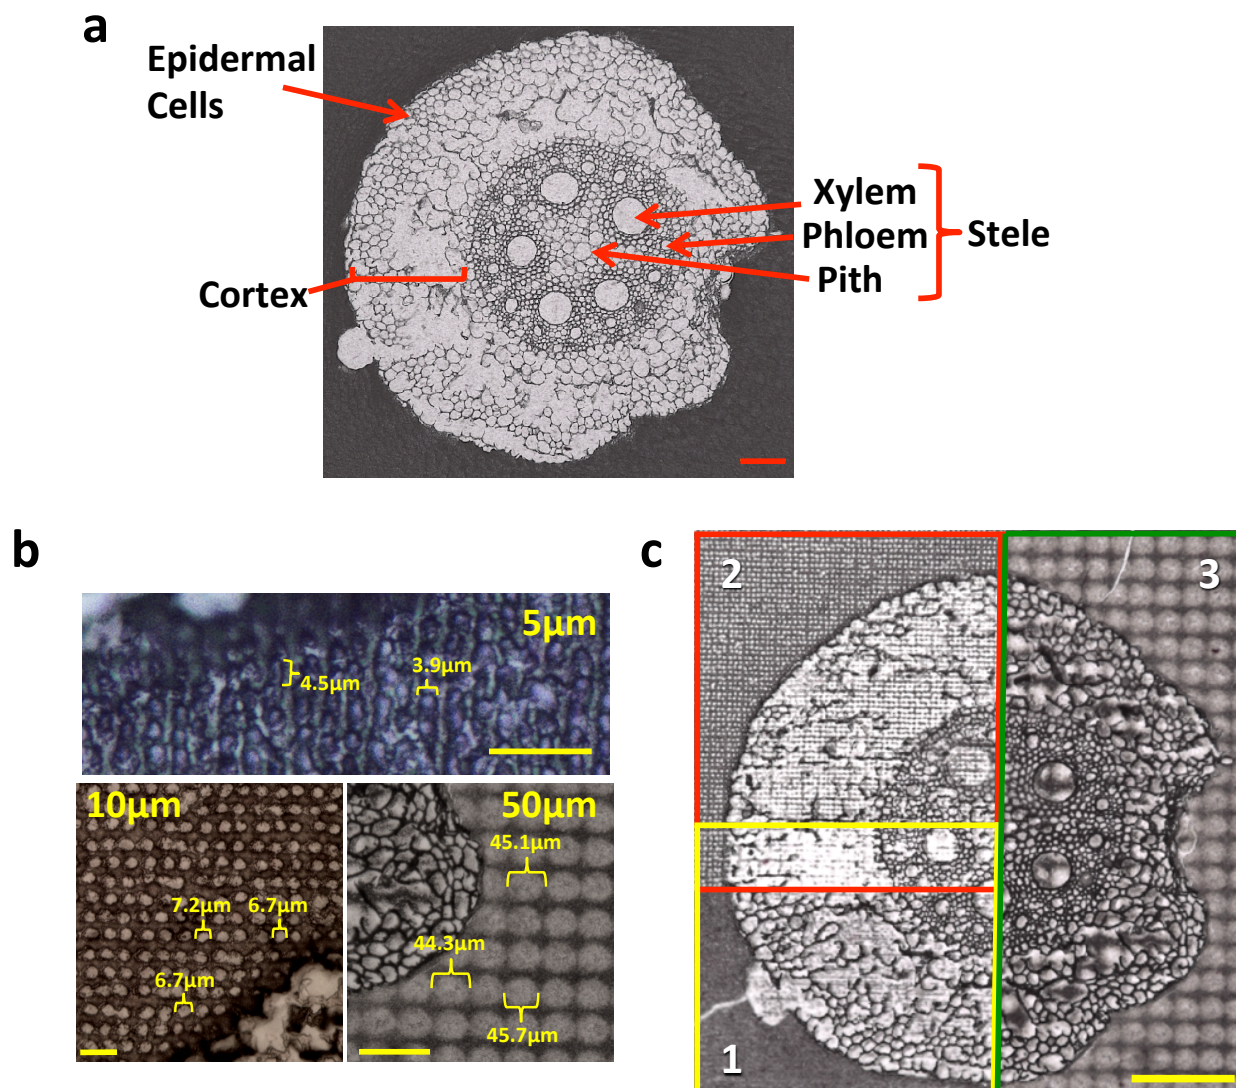 a
Epidermal
Cells
Xylem
Phloem
Pith
Stele
Cortex
b
5μm
3.9μm
4.5μm
10μm
7.2μm
6.7μm
6.7μm
50μm
45.1μm
44.3μm
45.7μm
c
2
3
1